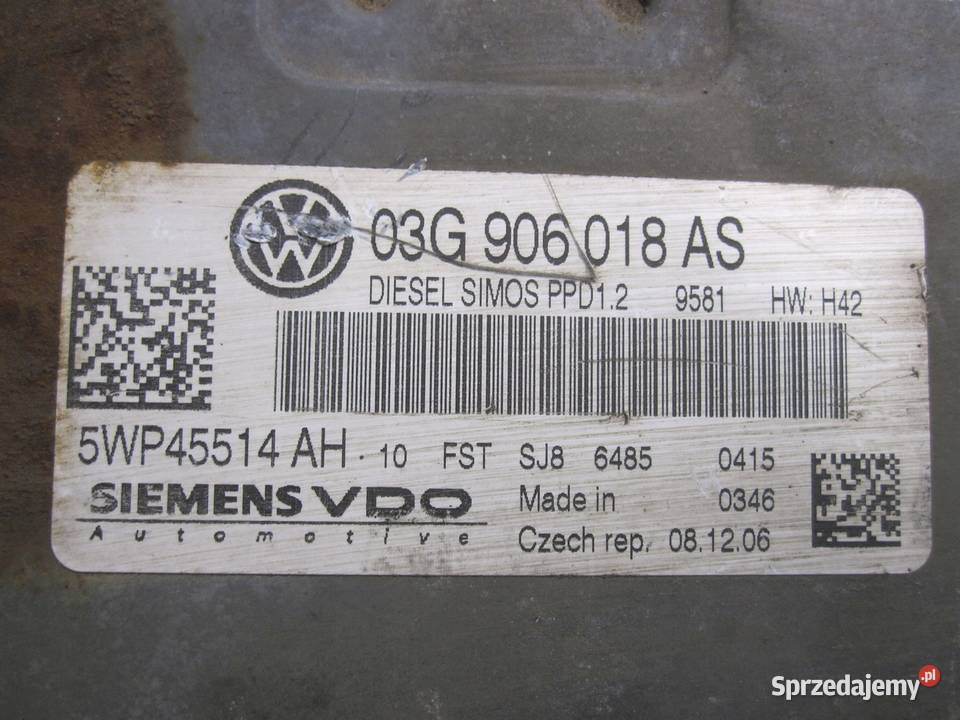 03G 906 018 AS
DIESEL SIMOS PPD1.2 9581 HW: H42
5WP45514 AH · 10 FST SJ8 6485 0415
SIEMENS VDO Made in 0346
Automotive Czech rep. 08.12.06
Sprzedajemy.pl